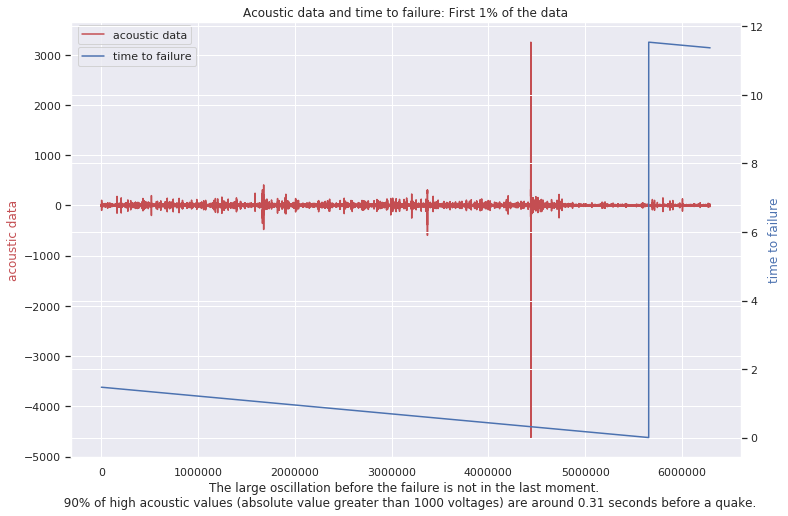 Acoustic data and time to failure: First 1% of the data
acoustic data
time to failure
3000
2000
1000
0
−1000
−2000
−3000
−4000
−5000
acoustic data
12
10
8
6
4
2
0
time to failure
0 1000000 2000000 3000000 4000000 5000000 6000000
The large oscillation before the failure is not in the last moment.
90% of high acoustic values (absolute value greater than 1000 voltages) are around 0.31 seconds before a quake.